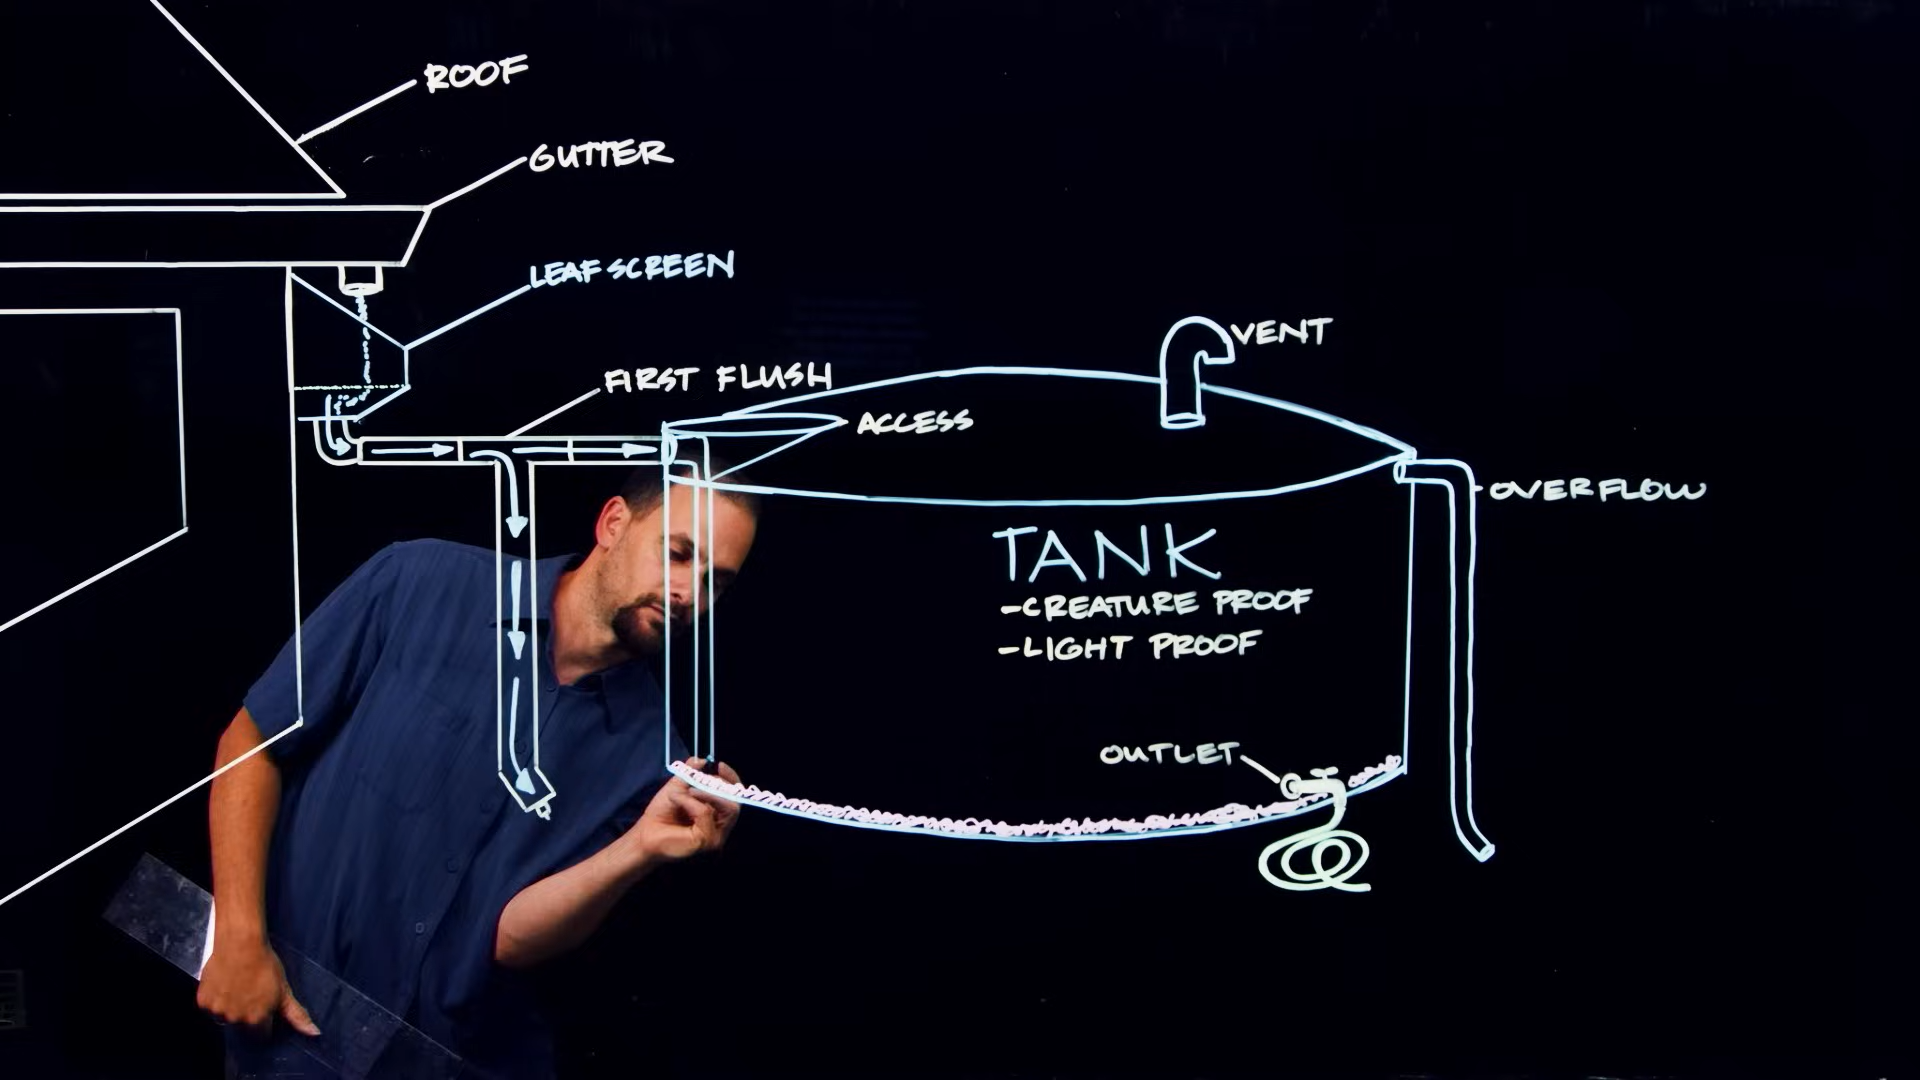 ROOF
GUTTER
LEAF SCREEN
FIRST FLUSH
VENT
ACCESS
OVERFLOW
TANK
-CREATURE PROOF
-LIGHT PROOF
OUTLET